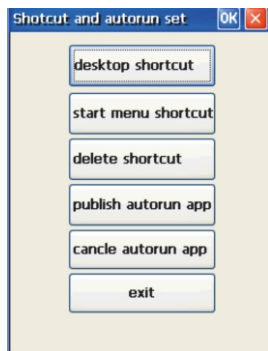 Shotcut and autorun set OK
desktop shortcut
start menu shortcut
delete shortcut
publish autorun app
cancle autorun app
exit